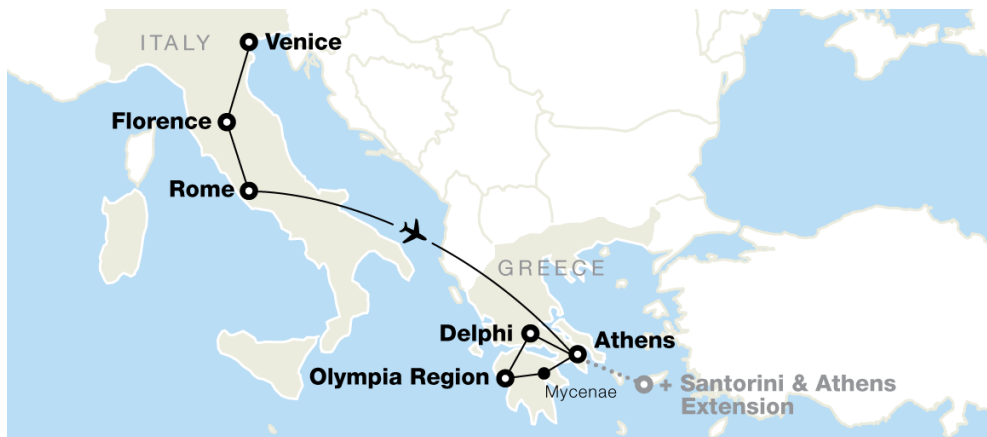 ITALY
Venice
Florence
Rome
GREECE
Delphi
Athens
Olympia Region
Mycenae
+ Santorini & Athens
Extension